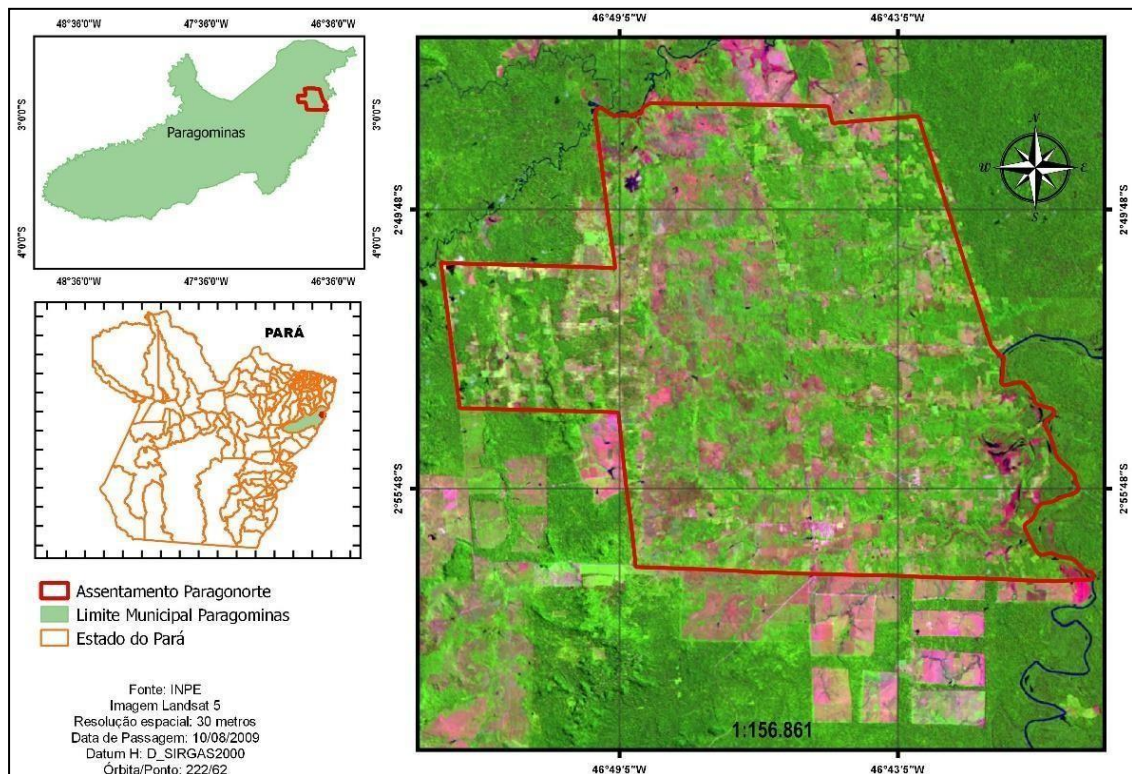 48°36'0"W 47°36'0"W 46°36'0"W
3°0'0"S
4°0'0"S
Paragominas
3°0'0"S
4°0'0"S
48°36'0"W 47°36'0"W 46°36'0"W
PARÁ
Assentamento Paragonorte
Limite Municipal Paragominas
Estado do Pará
Fonte: INPE
Imagem Landsat 5
Resolução espacial: 30 metros
Data de Passagem: 10/08/2009
Datum H: D_SIRGAS2000
Órbita/Ponto: 222/62
46°49'5"W 46°43'5"W
2°49'48"S
2°55'48"S
N
W E
S
2°49'48"S
2°55'48"S
1:156.861
46°49'5"W 46°43'5"W